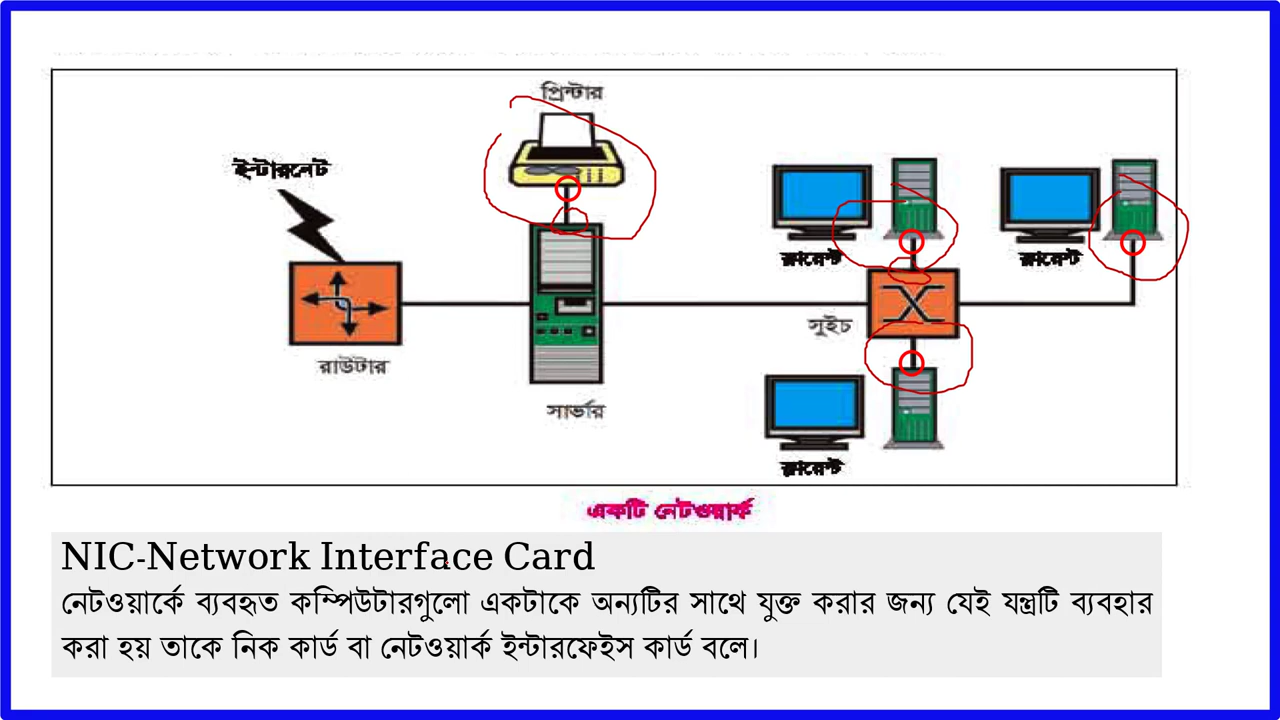 প্রিন্টার
ইন্টারনেট
ক্লায়েন্ট
ক্লায়েন্ট
সুইচ
রাউটার
সার্ভার
ক্লায়েন্ট
একটি নেটওয়ার্ক
NIC-Network Interface Card
নেটওয়ার্কে ব্যবহৃত কম্পিউটারগুলো একটাকে অন্যটির সাথে যুক্ত করার জন্য যেই যন্ত্রটি ব্যবহার
করা হয় তাকে নিক কার্ড বা নেটওয়ার্ক ইন্টারফেইস কার্ড বলে।